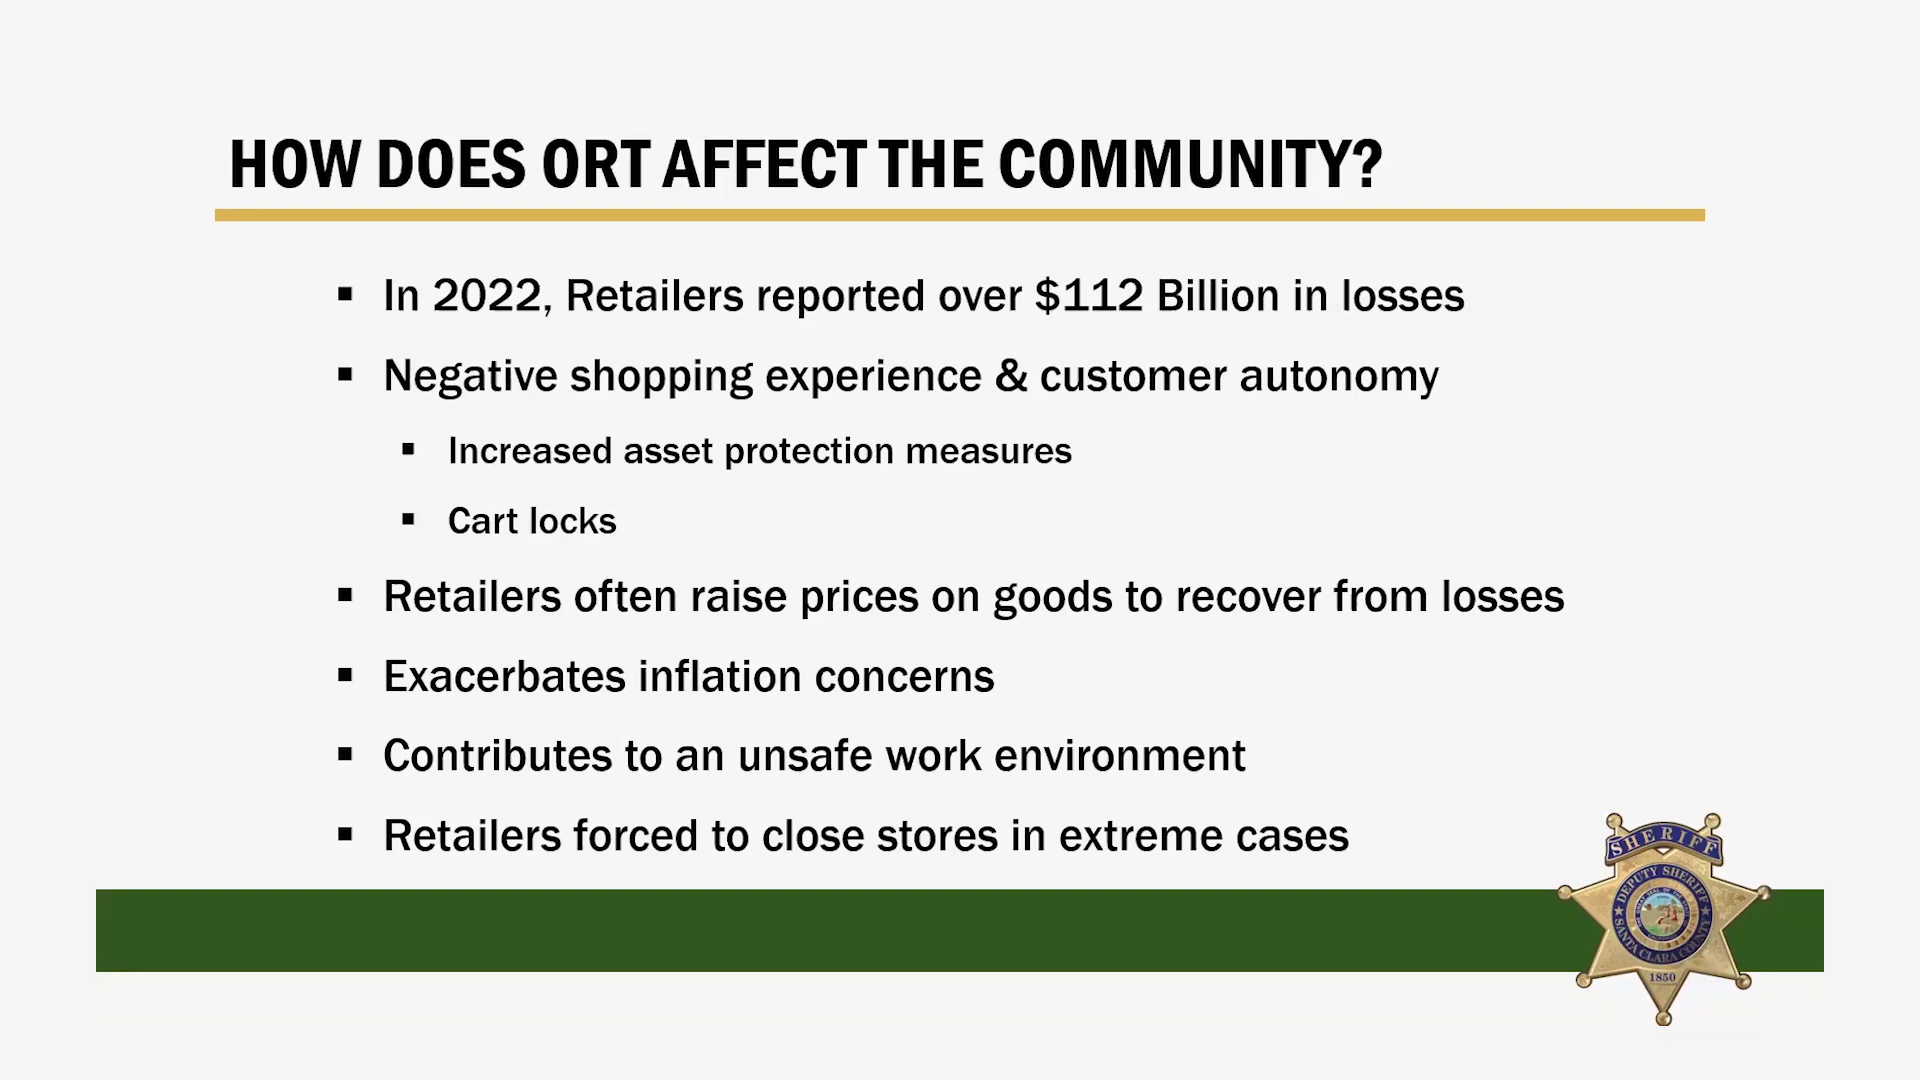 HOW DOES ORT AFFECT THE COMMUNITY?
▪ In 2022, Retailers reported over $112 Billion in losses
▪ Negative shopping experience & customer autonomy
▪ Increased asset protection measures
▪ Cart locks
▪ Retailers often raise prices on goods to recover from losses
▪ Exacerbates inflation concerns
▪ Contributes to an unsafe work environment
▪ Retailers forced to close stores in extreme cases
SHERIFF
DEPUTY SHERIFF
SANTA CLARA COUNTY
1850